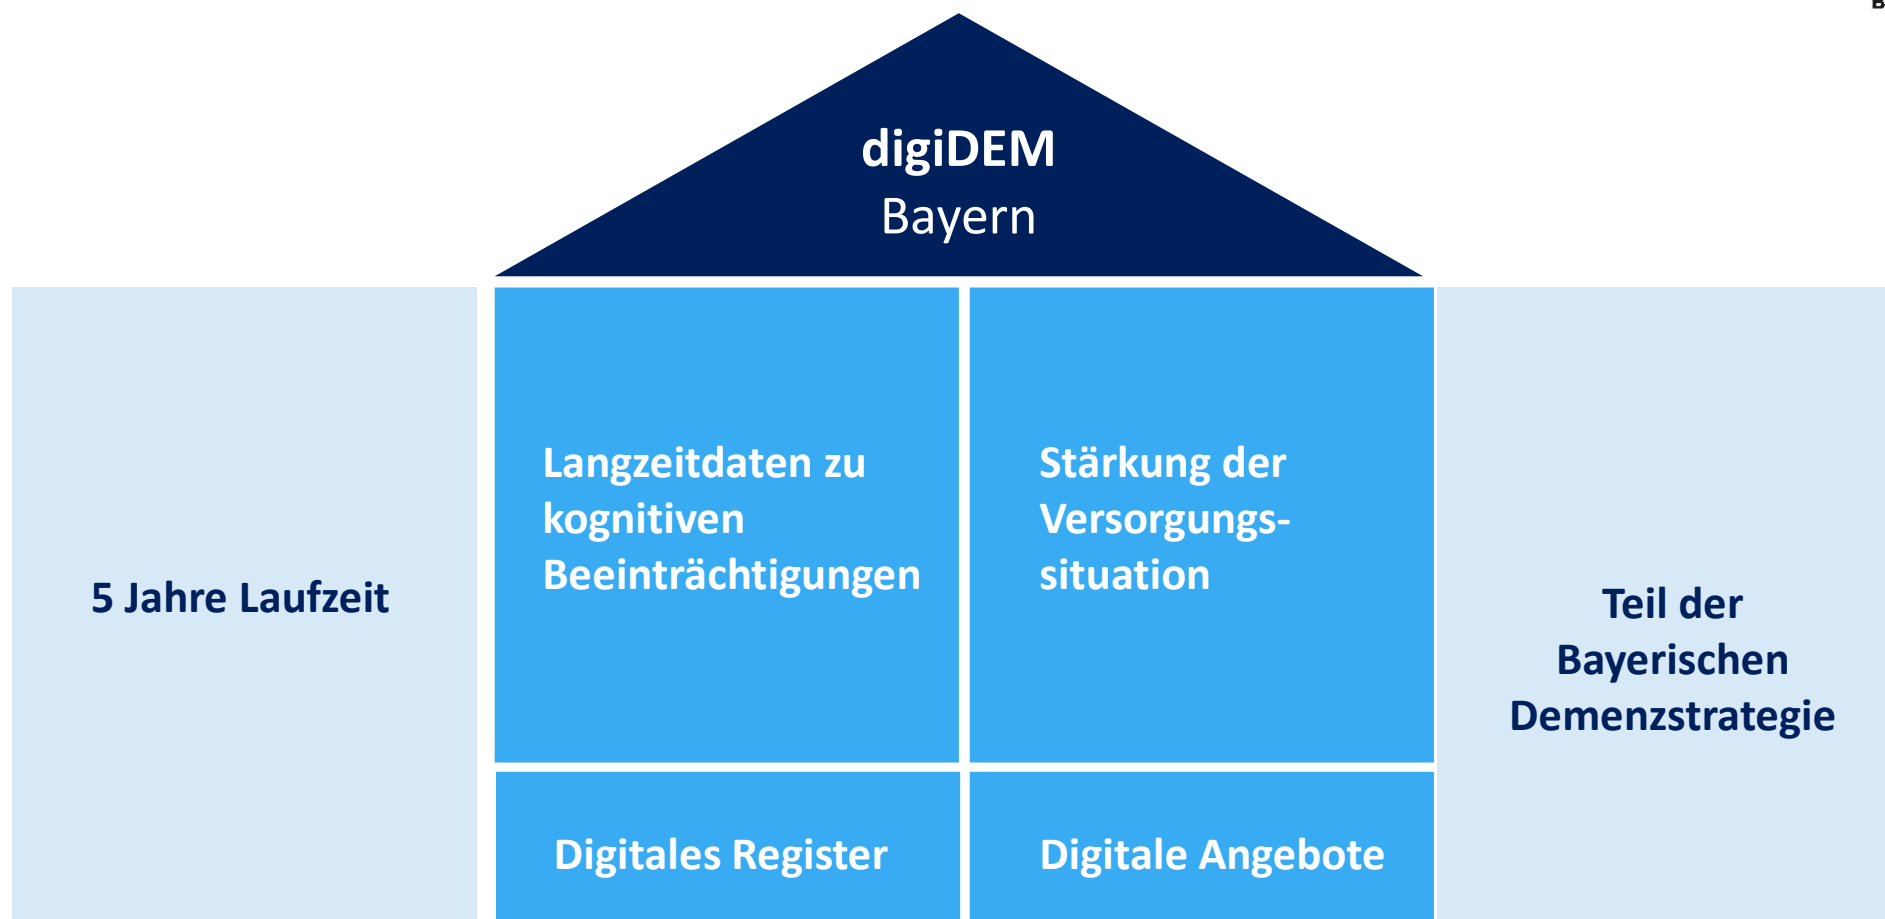 B
digiDEM
Bayern
5 Jahre Laufzeit
Langzeitdaten zu
kognitiven
Beeinträchtigungen
Stärkung der
Versorgungs-
situation
Teil der
Bayerischen
Demenzstrategie
Digitales Register
Digitale Angebote